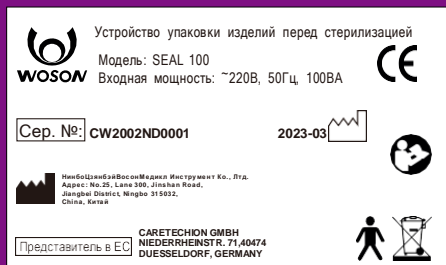 WOSON
Устройство упаковки изделий перед стерилизацией
Модель: SEAL 100
Входная мощность: ~220В, 50Гц, 100ВА
CE
Сер. №: CW2002ND0001
2023-03
НинбоЦзянбэйВосонМедикл Инструмент Ко., Лтд.
Адрес: No.25, Lane 300, Jinshan Road,
Jiangbei District, Ningbo 315032,
China, Китай
Представитель в ЕС
CARETECHION GMBH
NIEDERRHEINSTR. 71,40474
DUESSELDORF, GERMANY